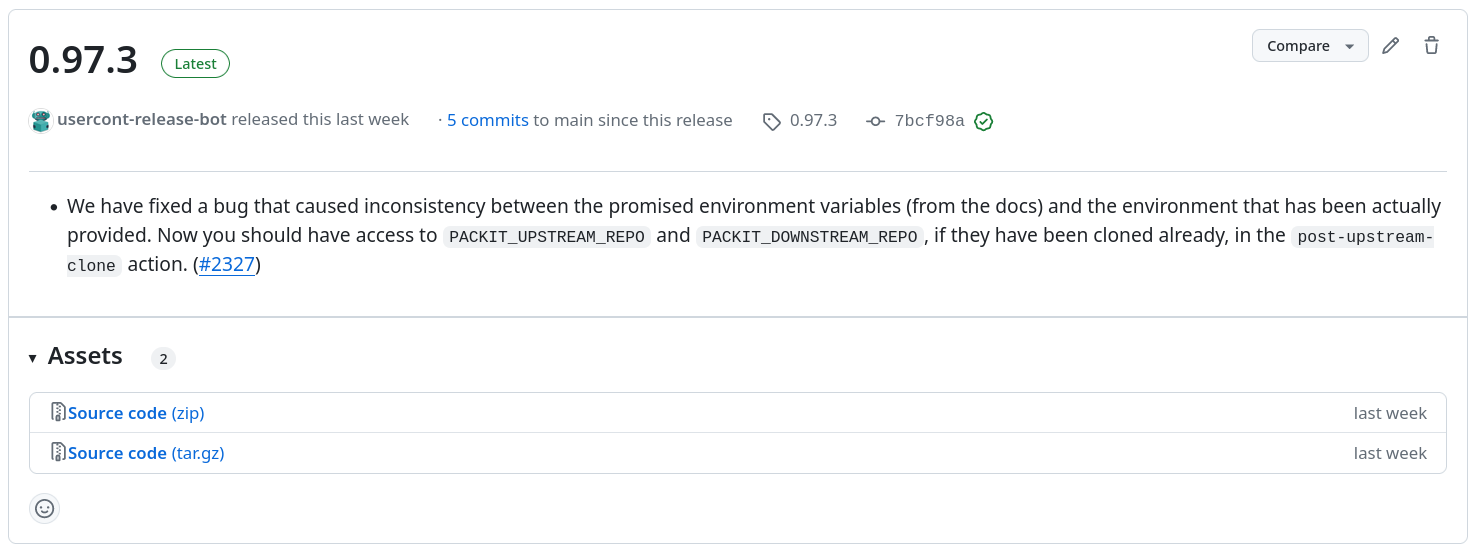 0.97.3 Latest Compare
usercont-release-bot released this last week · 5 commits to main since this release 0.97.3 7bcf98a
• We have fixed a bug that caused inconsistency between the promised environment variables (from the docs) and the environment that has been actually
provided. Now you should have access to PACKIT_UPSTREAM_REPO and PACKIT_DOWNSTREAM_REPO, if they have been cloned already, in the post-upstream-
clone action. (#2327)
Assets 2
Source code (zip) last week
Source code (tar.gz) last week